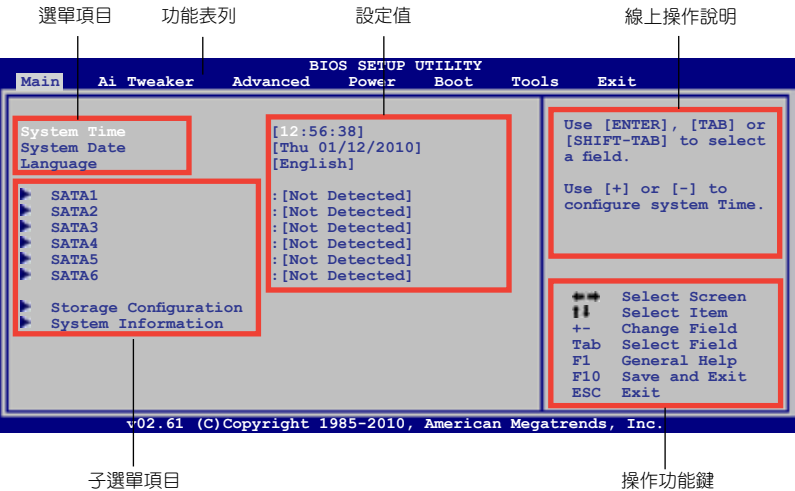 選單項目 功能表列 設定值 線上操作說明
BIOS SETUP UTILITY
Main Ai Tweaker Advanced Power Boot Tools Exit
System Time [12:56:38]
System Date [Thu 01/12/2010]
Language [English]
SATA1 :[Not Detected]
SATA2 :[Not Detected]
SATA3 :[Not Detected]
SATA4 :[Not Detected]
SATA5 :[Not Detected]
SATA6 :[Not Detected]
Storage Configuration
System Information
Use [ENTER], [TAB] or
[SHIFT-TAB] to select
a field.
Use [+] or [-] to
configure system Time.
←→ Select Screen
↑↓ Select Item
+- Change Field
Tab Select Field
F1 General Help
F10 Save and Exit
ESC Exit
v02.61 (C)Copyright 1985-2010, American Megatrends, Inc.
子選單項目 操作功能鍵